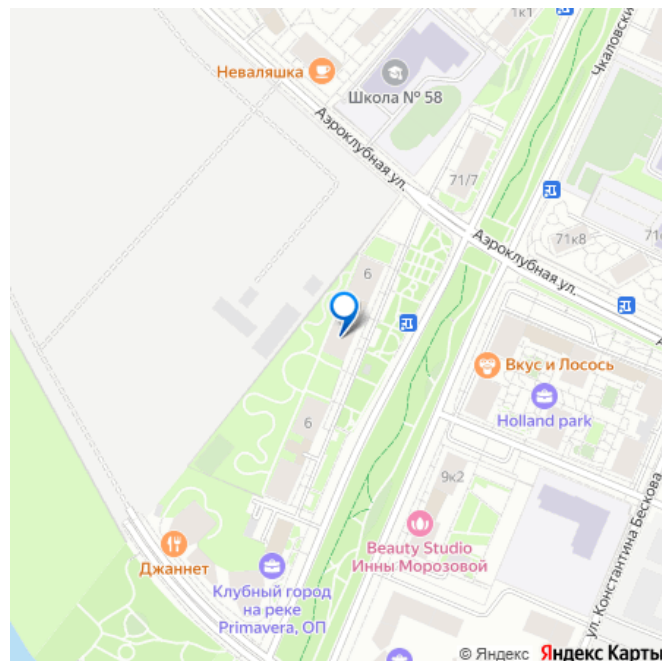 1к1
Чкаловски
Неваляшка
Школа № 58
Аэроклубная ул.
71/7
Аэроклубная ул.
71к8
6
Вкус и Лосось
Holland park
6
9к2
Beauty Studio
Инны Морозовой
Джаннет
Клубный город
на реке
Primavera, ОП
ул. Константина Бескова
© Яндекс Яндекс Карты